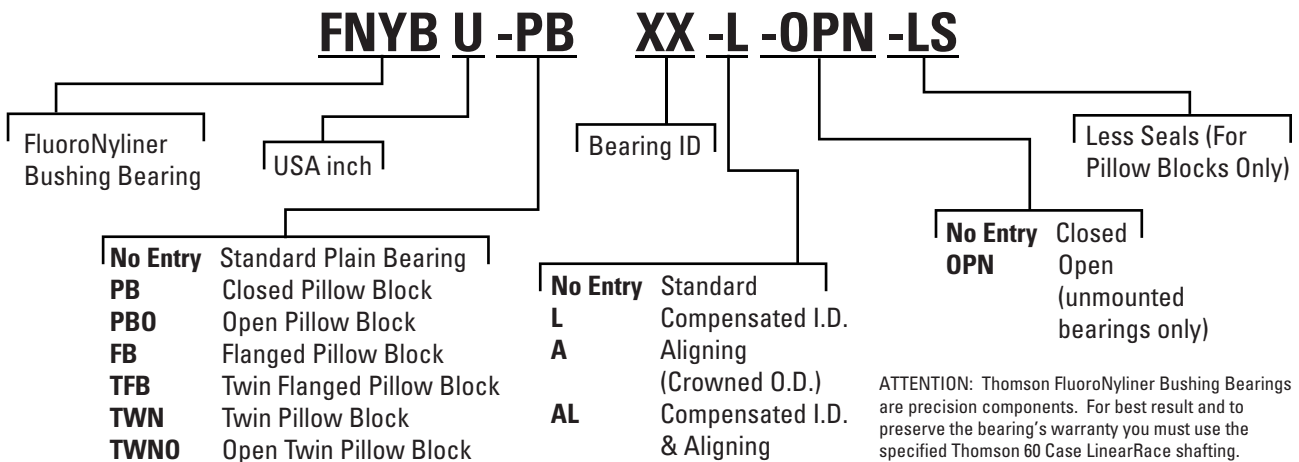 FNYB U -PB XX -L -OPN -LS
FluoroNyliner
Bushing Bearing
USA inch
Bearing ID
Less Seals (For
Pillow Blocks Only)
No Entry Standard Plain Bearing
PB Closed Pillow Block
PBO Open Pillow Block
FB Flanged Pillow Block
TFB Twin Flanged Pillow Block
TWN Twin Pillow Block
TWNO Open Twin Pillow Block
No Entry Standard
L Compensated I.D.
A Aligning
(Crowned O.D.)
AL Compensated I.D.
& Aligning
No Entry Closed
OPN Open
(unmounted
bearings only)
ATTENTION: Thomson FluoroNyliner Bushing Bearings
are precision components. For best result and to
preserve the bearing's warranty you must use the
specified Thomson 60 Case LinearRace shafting.